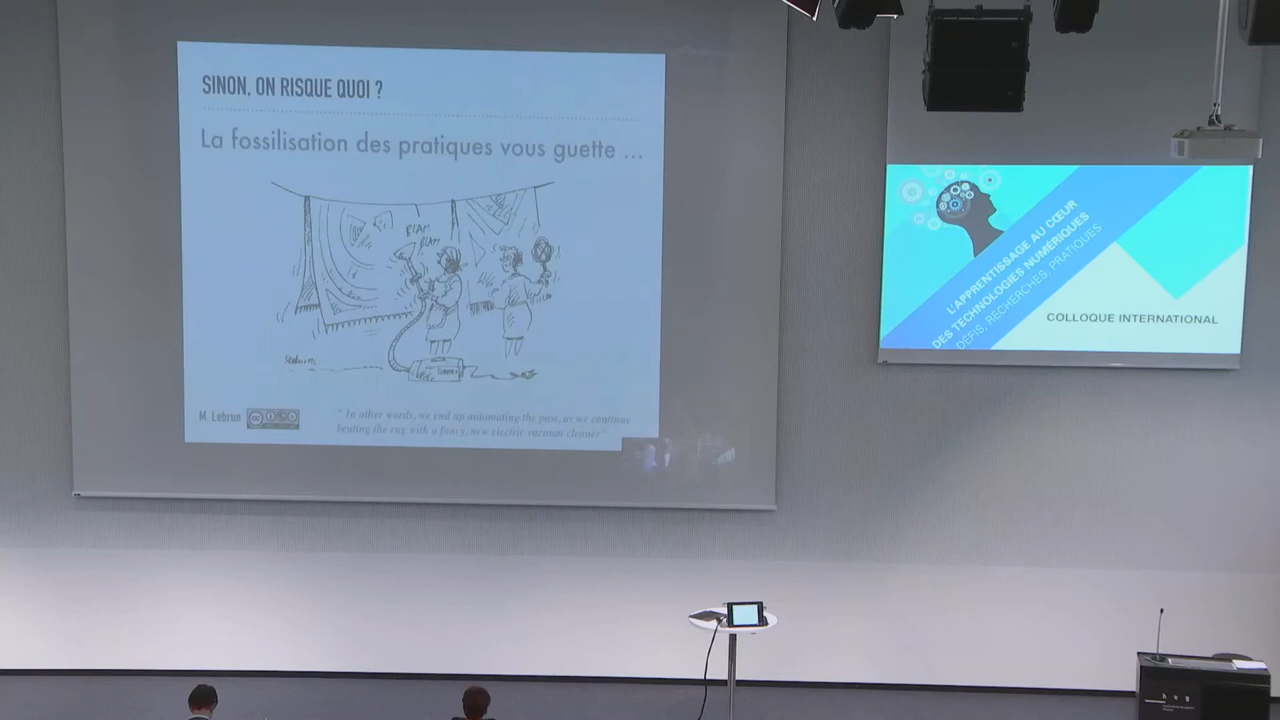 SINON, ON RISQUE QUOI ?
La fossilisation des pratiques vous guette ...
BLAM
BLAM
M. Lebrun
" In other words, we end up automating the past, as we continue
beating the rug with a fancy, new electric vacuum cleaner"
L'APPRENTISSAGE AU CŒUR
DES TECHNOLOGIES NUMÉRIQUES
DÉFIS, RECHERCHES, PRATIQUES
COLLOQUE INTERNATIONAL